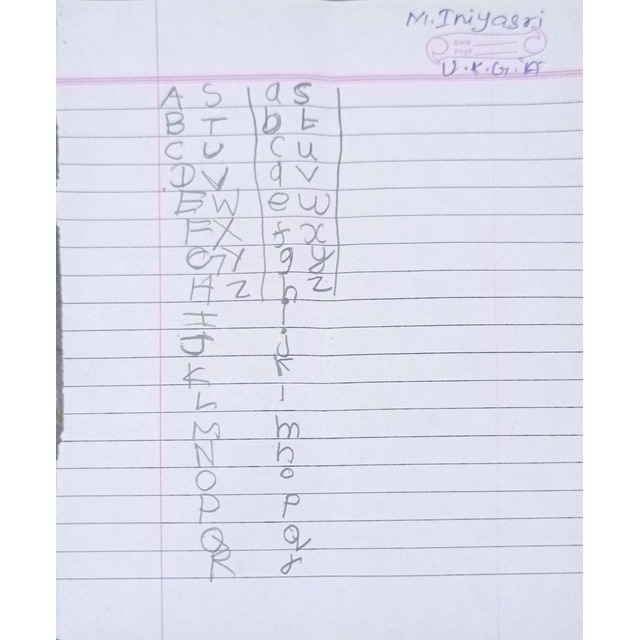 M. Iniyasri
Date
Page
U.K.G. A
A S a s
B T b t
C U c u
D V d v
E W e w
F X f x
G Y g y
H Z h z
I i
J j
K k
L l
M m
N n
O o
P p
Q q
R r